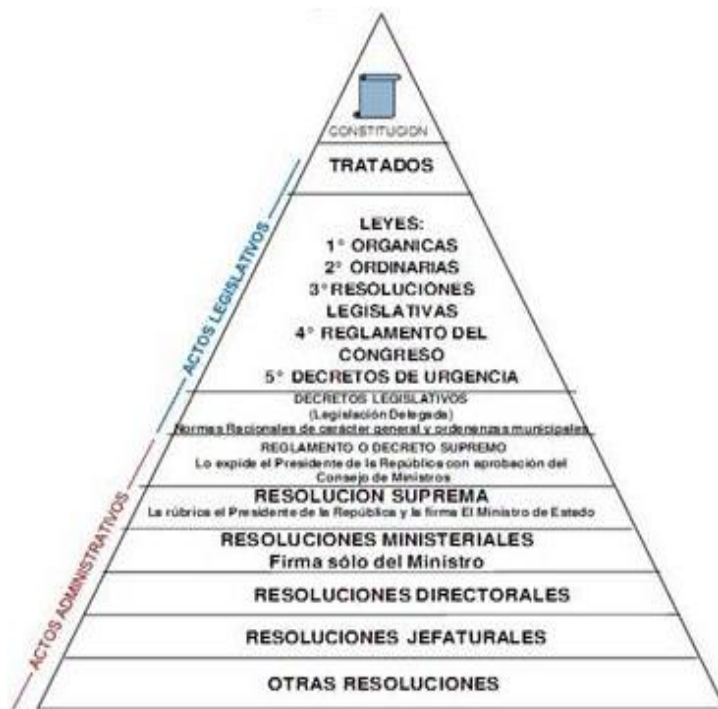 CONSTITUCION
TRATADOS
LEYES:
1° ORGANICAS
2° ORDINARIAS
3° RESOLUCIONES
LEGISLATIVAS
4° REGLAMENTO DEL
CONGRESO
5° DECRETOS DE URGENCIA
DECRETOS LEGISLATIVOS
(Legislación Delegada)
Normas Racionales de carácter general y ordenenzas municipales
REGLAMENTO O DECRETO SUPREMO
Lo expide el Presidente de la República con aprobación del
Consejo de Ministros
RESOLUCION SUPREMA
La rúbrica el Presidente de la República y la firma El Ministro de Estado
RESOLUCIONES MINISTERIALES
Firma sólo del Ministro
RESOLUCIONES DIRECTORALES
RESOLUCIONES JEFATURALES
OTRAS RESOLUCIONES
ACTOS LEGISLATIVOS
ACTOS ADMINISTRATIVOS